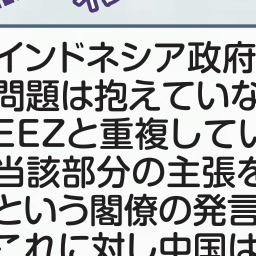 インドネシア政府
問題は抱えていな
EEZと重複してい
当該部分の主張を
という閣僚の発言
これに対し中国は